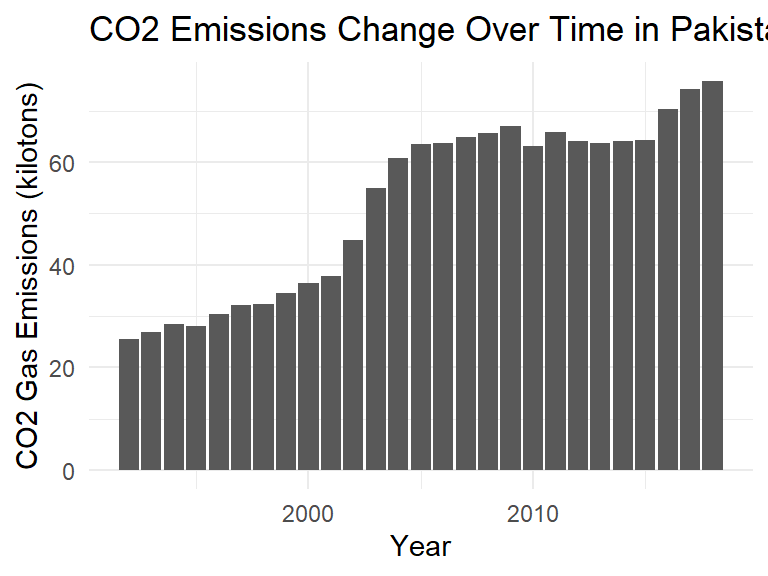 CO2 Emissions Change Over Time in Pakista
CO2 Gas Emissions (kilotons)
60
40
20
0
2000 2010
Year